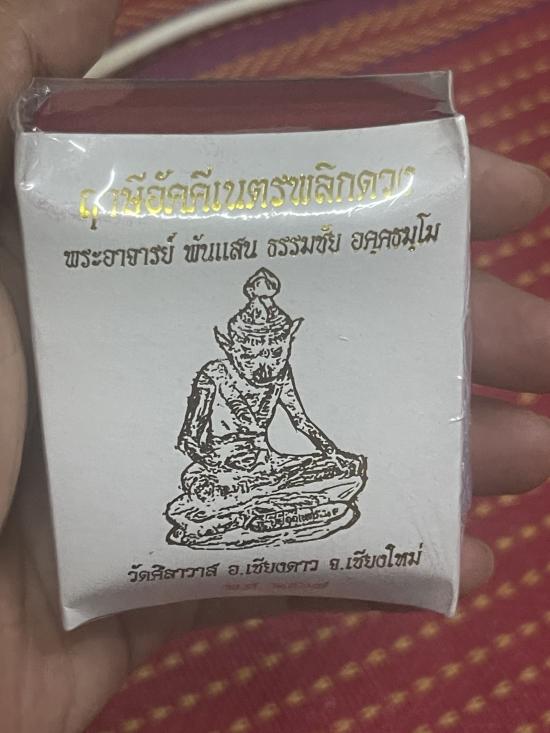 ฤๅษีอัคคีเนตรพลิกดวง
พระอาจารย์ พันแสน ธรรมชัย อคฺคธมฺโม
วัดศิลาวาส อ.เชียงดาว จ.เชียงใหม่